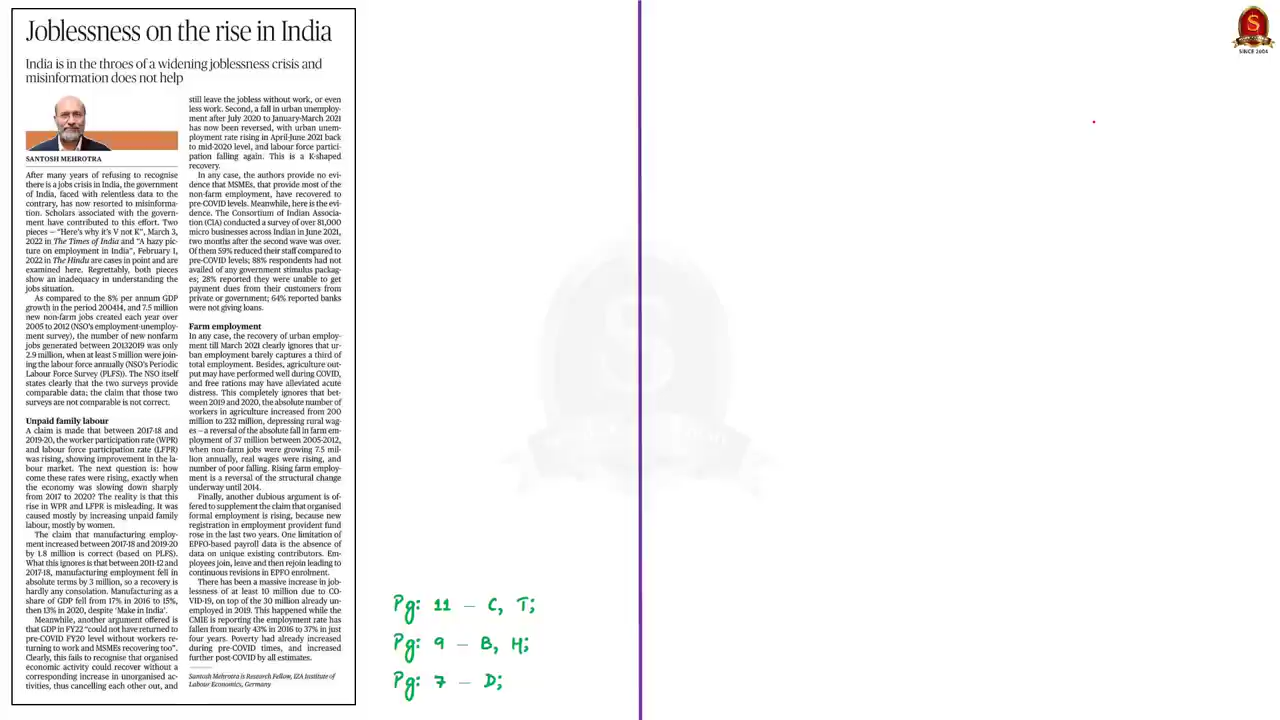 Joblessness on the rise in India
India is in the throes of a widening joblessness crisis and
misinformation does not help
SANTOSH MEHROTRA
After many years of refusing to recognise
there is a jobs crisis in India, the government
of India, faced with relentless data to the
contrary, has now resorted to misinforma-
tion. Scholars associated with the govern-
ment have contributed to this effort. Two
pieces — "Here's why it's V not K", March 3,
2022 in The Times of India and "A hazy pic-
ture on employment in India", February 1,
2022 in The Hindu are cases in point and are
examined here. Regrettably, both pieces
show an inadequacy in understanding the
jobs situation.
As compared to the 8% per annum GDP
growth in the period 200414, and 7.5 million
new non-farm jobs created each year over
2005 to 2012 (NSO's employment-unemploy-
ment survey), the number of new nonfarm
jobs generated between 20132019 was only
2.9 million, when at least 5 million were join-
ing the labour force annually (NSO's Periodic
Labour Force Survey (PLFS)). The NSO itself
states clearly that the two surveys provide
comparable data; the claim that those two
surveys are not comparable is not correct.
Unpaid family labour
A claim is made that between 2017-18 and
2019-20, the worker participation rate (WPR)
and labour force participation rate (LFPR)
was rising, showing improvement in the la-
bour market. The next question is: how
come these rates were rising, exactly when
the economy was slowing down sharply
from 2017 to 2020? The reality is that this
rise in WPR and LFPR is misleading. It was
caused mostly by increasing unpaid family
labour, mostly by women.
The claim that manufacturing employ-
ment increased between 2017-18 and 2019-20
by 1.8 million is correct (based on PLFS).
What this ignores is that between 2011-12 and
2017-18, manufacturing employment fell in
absolute terms by 3 million, so a recovery is
hardly any consolation. Manufacturing as a
share of GDP fell from 17% in 2016 to 15%,
then 13% in 2020, despite 'Make in India'.
Meanwhile, another argument offered is
that GDP in FY22 "could not have returned to
pre-COVID FY20 level without workers re-
turning to work and MSMEs recovering too".
Clearly, this fails to recognise that organised
economic activity could recover without a
corresponding increase in unorganised ac-
tivities, thus cancelling each other out, and
still leave the jobless without work, or even
less work. Second, a fall in urban unemploy-
ment after July 2020 to January-March 2021
has now been reversed, with urban unem-
ployment rate rising in April-June 2021 back
to mid-2020 level, and labour force partici-
pation falling again. This is a K-shaped
recovery.
In any case, the authors provide no evi-
dence that MSMEs, that provide most of the
non-farm employment, have recovered to
pre-COVID levels. Meanwhile, here is the evi-
dence. The Consortium of Indian Associa-
tion (CIA) conducted a survey of over 81,000
micro businesses across Indian in June 2021,
two months after the second wave was over.
Of them 59% reduced their staff compared to
pre-COVID levels; 88% respondents had not
availed of any government stimulus packag-
es; 28% reported they were unable to get
payment dues from their customers from
private or government; 64% reported banks
were not giving loans.
Farm employment
In any case, the recovery of urban employ-
ment till March 2021 clearly ignores that ur-
ban employment barely captures a third of
total employment. Besides, agriculture out-
put may have performed well during COVID,
and free rations may have alleviated acute
distress. This completely ignores that bet-
ween 2019 and 2020, the absolute number of
workers in agriculture increased from 200
million to 232 million, depressing rural wag-
es – a reversal of the absolute fall in farm em-
ployment of 37 million between 2005-2012,
when non-farm jobs were growing 7.5 mil-
lion annually, real wages were rising, and
number of poor falling. Rising farm employ-
ment is a reversal of the structural change
underway until 2014.
Finally, another dubious argument is of-
fered to supplement the claim that organised
formal employment is rising, because new
registration in employment provident fund
rose in the last two years. One limitation of
EPFO-based payroll data is the absence of
data on unique existing contributors. Em-
ployees join, leave and then rejoin leading to
continuous revisions in EPFO enrolment.
There has been a massive increase in job-
lessness of at least 10 million due to CO-
VID-19, on top of the 30 million already un-
employed in 2019. This happened while the
CMIE is reporting the employment rate has
fallen from nearly 43% in 2016 to 37% in just
four years. Poverty had already increased
during pre-COVID times, and increased
further post-COVID by all estimates.
Santosh Mehrotra is Research Fellow, IZA Institute of
Labour Economics, Germany
Pg: 11 – C, T;
Pg: 9 – B, H;
Pg: 7 – D;
S
SINCE 2004